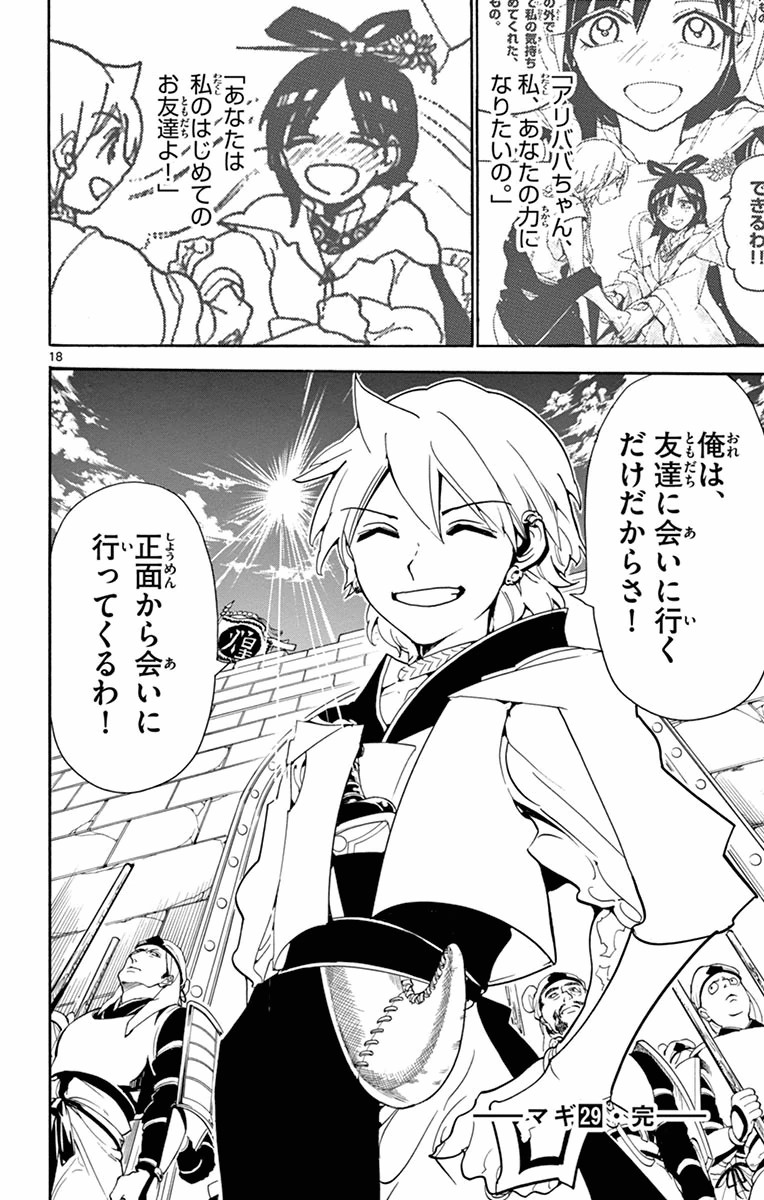 の外で
で私の気持ち
めてくれた、
もの。
できるわ!!
「アリババちゃん、
私、あなたの力に
なりたいの。」
「あなたは
私のはじめての
お友達よ!」
18
俺は、
友達に会いに行く
だけだからさ!
正面から会いに
行ってくるわ!
煌
マギ29・完